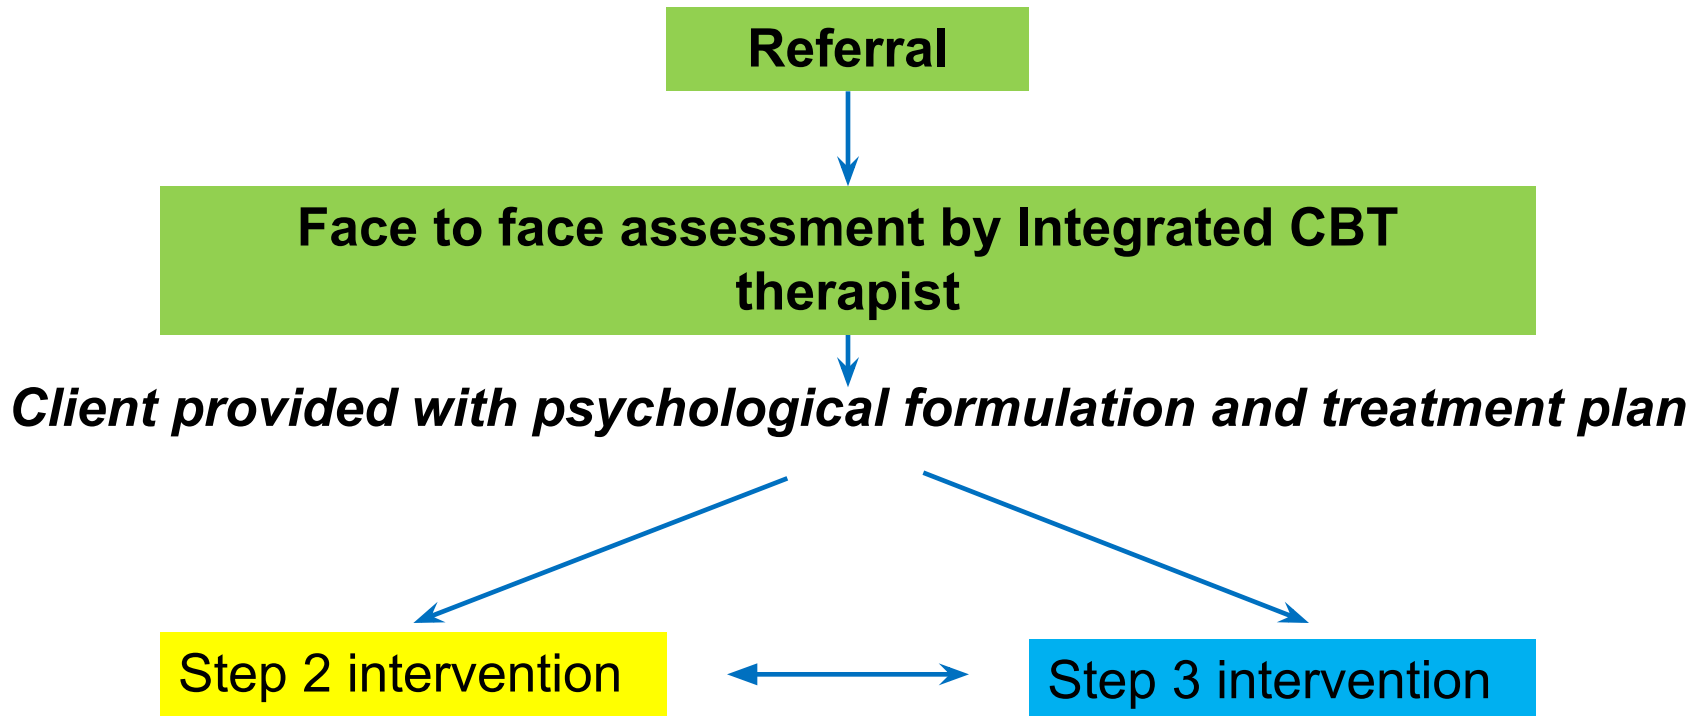 Referral
Face to face assessment by Integrated CBT
therapist
Client provided with psychological formulation and treatment plan
Step 2 intervention
Step 3 intervention